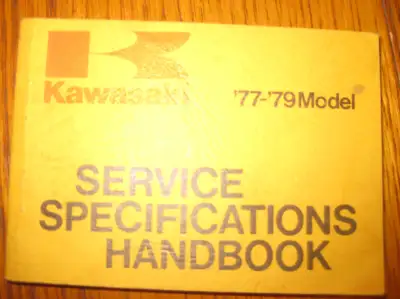 Kawasaki '77-'79 Model
SERVICE
SPECIFICATIONS
HANDBOOK